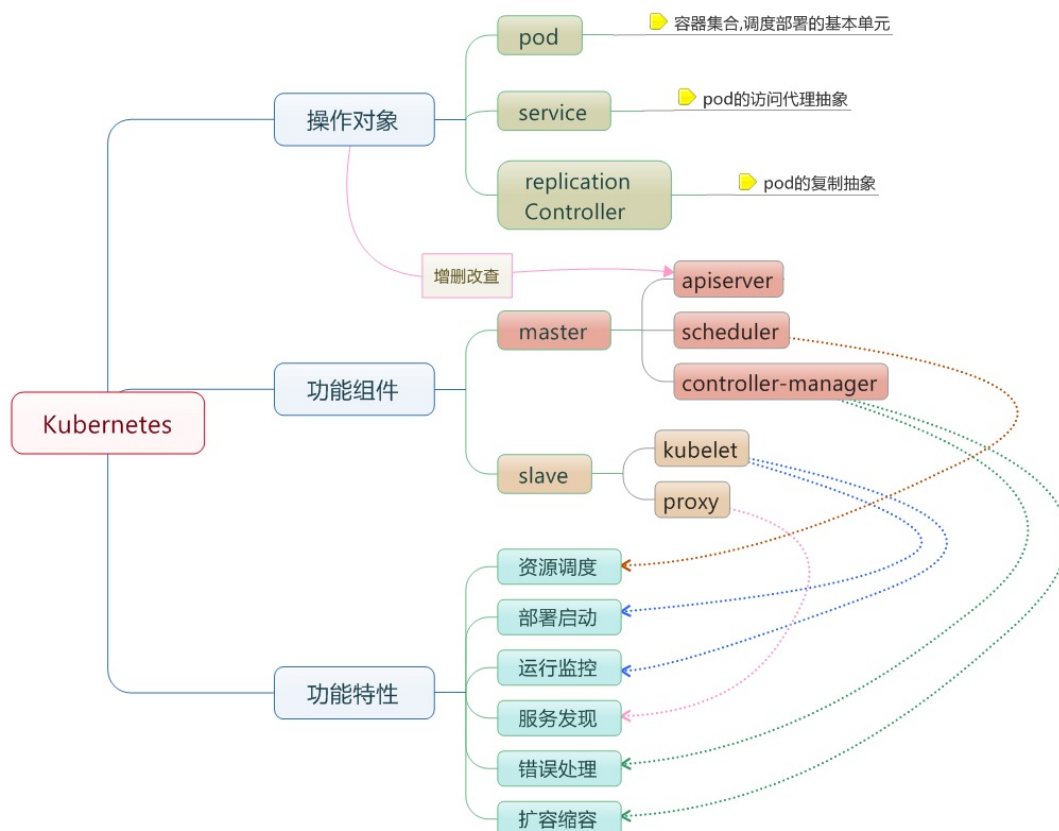 pod
容器集合,调度部署的基本单元
操作对象
service
pod的访问代理抽象
replication
Controller
pod的复制抽象
增删改查
apiserver
master
scheduler
功能组件
controller-manager
Kubernetes
kubelet
slave
proxy
资源调度
部署启动
运行监控
功能特性
服务发现
错误处理
扩容缩容